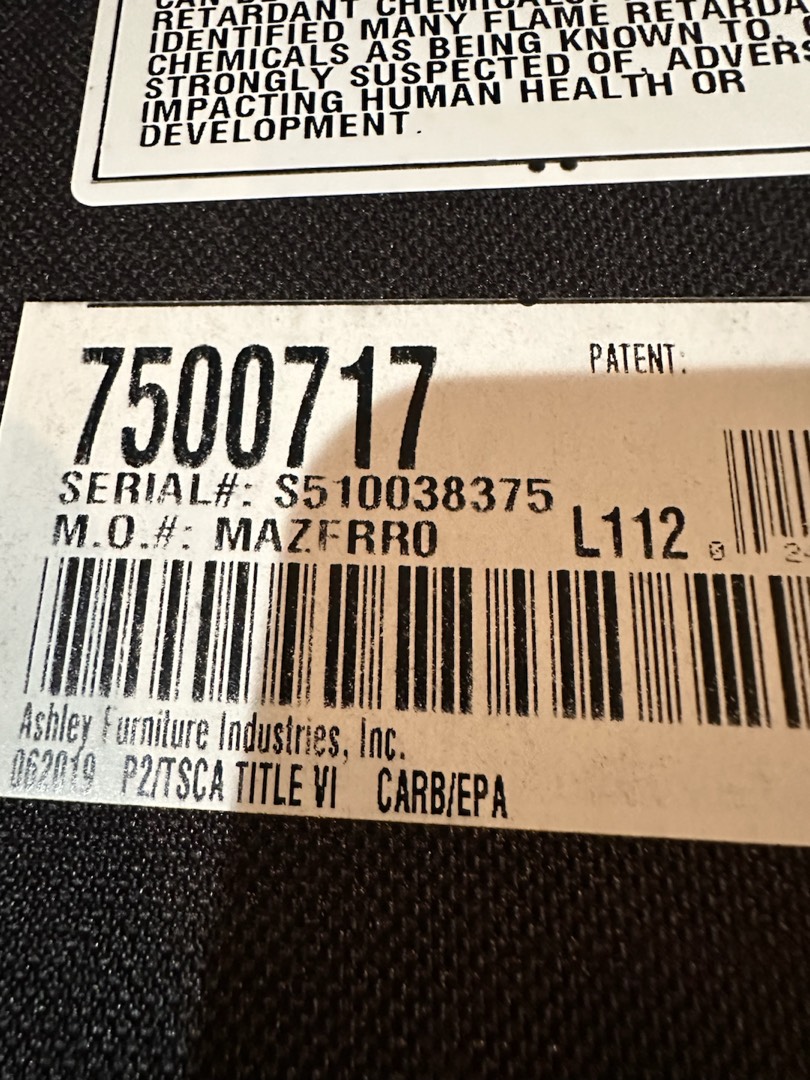 RETARDANT CHEMICALS.
IDENTIFIED MANY FLAME RETARDA
CHEMICALS AS BEING KNOWN TO,
STRONGLY SUSPECTED OF, ADVERS
IMPACTING HUMAN HEALTH OR
DEVELOPMENT.
7500717
PATENT:
SERIAL#: S510038375
M.O.#: MAZFRR0
L112
Ashley Furniture Industries, Inc.
062019 P2/TSCA TITLE VI CARB/EPA